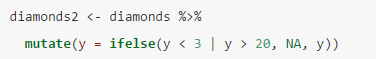 diamonds2 <- diamonds %>%
  mutate(y = ifelse(y < 3 | y > 20, NA, y))